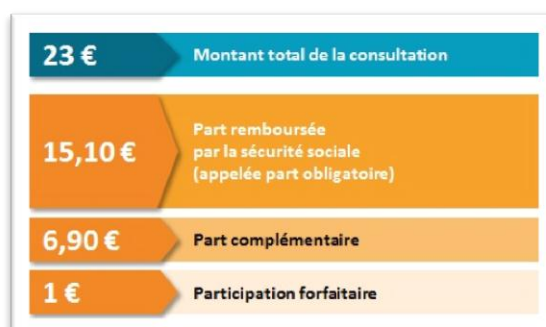 23 € Montant total de la consultation
15,10 € Part remboursée
par la sécurité sociale
(appelée part obligatoire)
6,90 € Part complémentaire
1 € Participation forfaitaire